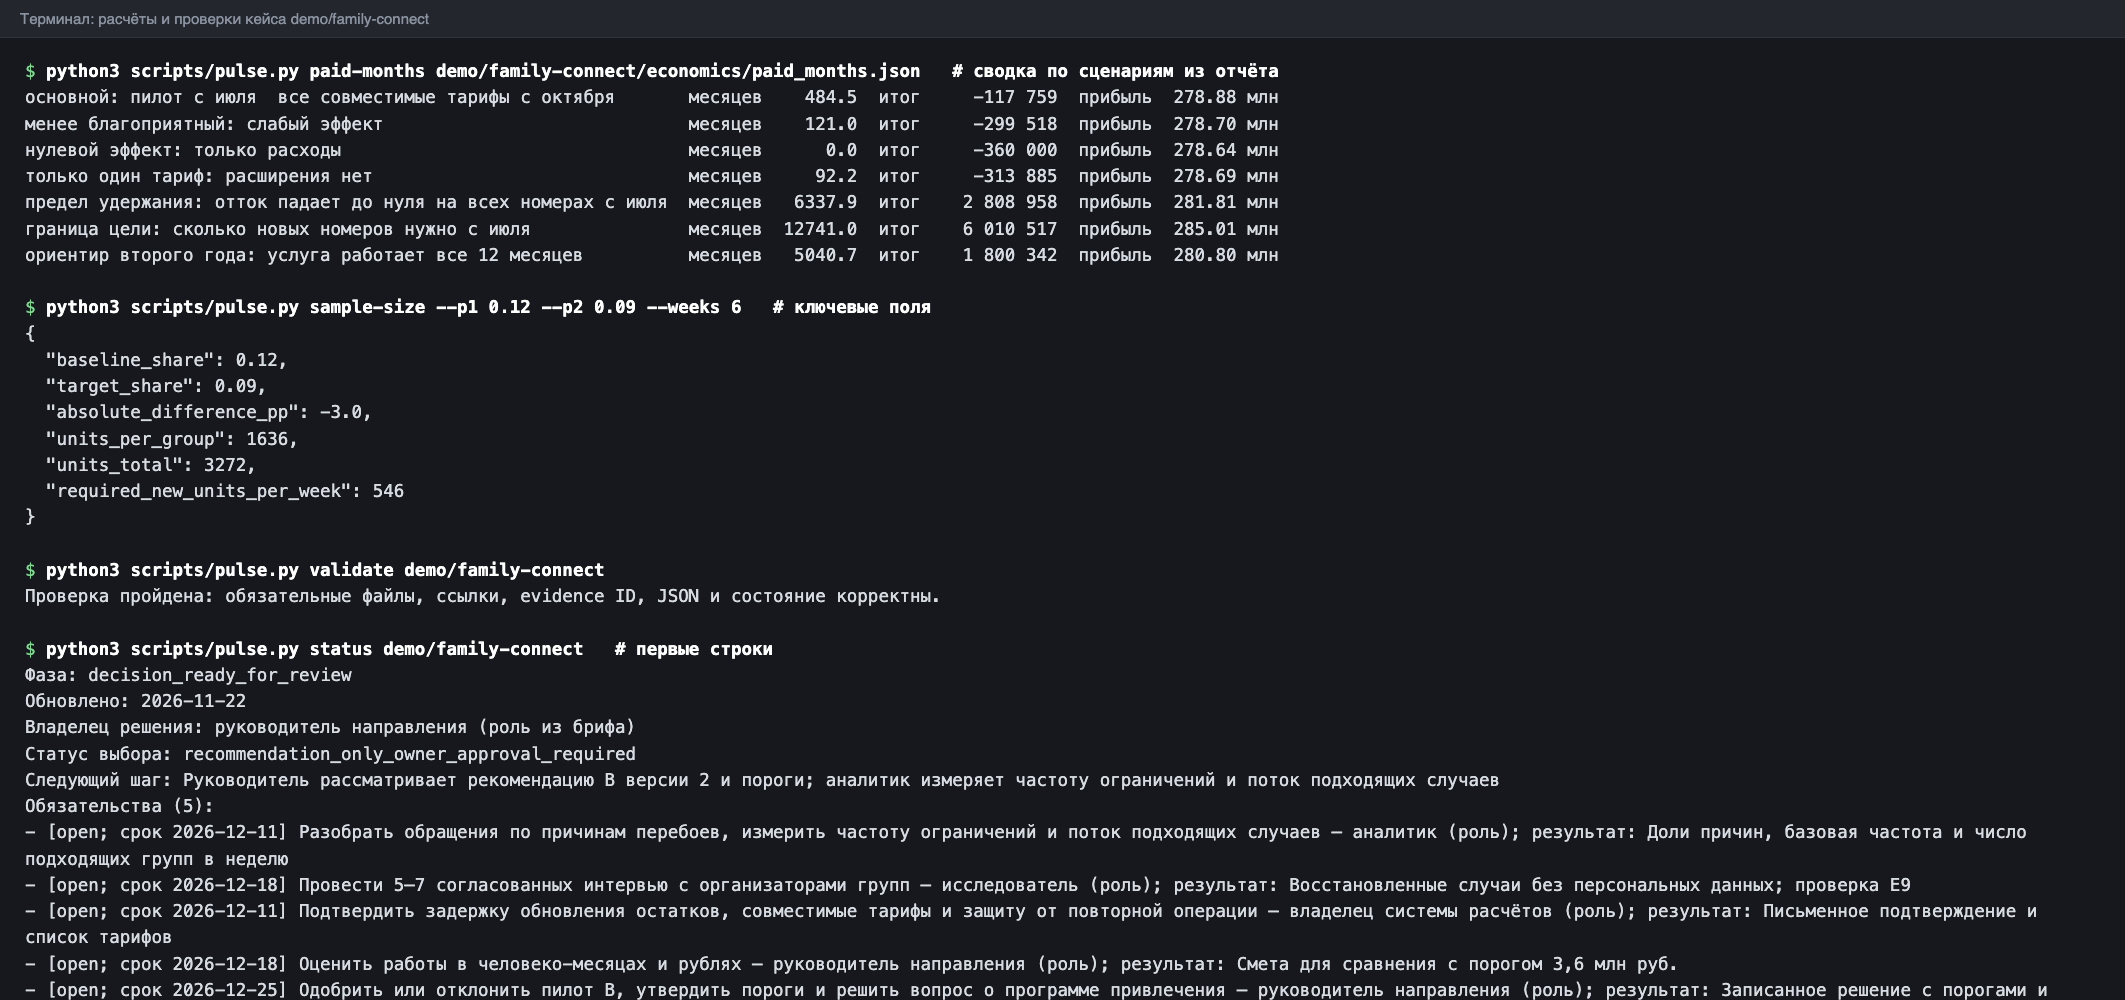 Терминал: расчёты и проверки кейса demo/family-connect
$ python3 scripts/pulse.py paid-months demo/family-connect/economics/paid_months.json # сводка по сценариям из отчёта
основной: пилот с июля все совместимые тарифы с октября месяцев 484.5 итог −117 759 прибыль 278.88 млн
менее благоприятный: слабый эффект месяцев 121.0 итог −299 518 прибыль 278.70 млн
нулевой эффект: только расходы месяцев 0.0 итог −360 000 прибыль 278.64 млн
только один тариф: расширения нет месяцев 92.2 итог −313 885 прибыль 278.69 млн
предел удержания: отток падает до нуля на всех номерах с июля месяцев 6337.9 итог 2 808 958 прибыль 281.81 млн
граница цели: сколько новых номеров нужно с июля месяцев 12741.0 итог 6 010 517 прибыль 285.01 млн
ориентир второго года: услуга работает все 12 месяцев месяцев 5040.7 итог 1 800 342 прибыль 280.80 млн
$ python3 scripts/pulse.py sample-size --p1 0.12 --p2 0.09 --weeks 6 # ключевые поля
{
"baseline_share": 0.12,
"target_share": 0.09,
"absolute_difference_pp": -3.0,
"units_per_group": 1636,
"units_total": 3272,
"required_new_units_per_week": 546
}
$ python3 scripts/pulse.py validate demo/family-connect
Проверка пройдена: обязательные файлы, ссылки, evidence ID, JSON и состояние корректны.
$ python3 scripts/pulse.py status demo/family-connect # первые строки
Фаза: decision_ready_for_review
Обновлено: 2026-11-22
Владелец решения: руководитель направления (роль из брифа)
Статус выбора: recommendation_only_owner_approval_required
Следующий шаг: Руководитель рассматривает рекомендацию B версии 2 и пороги; аналитик измеряет частоту ограничений и поток подходящих случаев
Обязательства (5):
- [open; срок 2026-12-11] Разобрать обращения по причинам перебоев, измерить частоту ограничений и поток подходящих случаев — аналитик (роль); результат: Доли причин, базовая частота и число
подходящих групп в неделю
- [open; срок 2026-12-18] Провести 5–7 согласованных интервью с организаторами групп — исследователь (роль); результат: Восстановленные случаи без персональных данных; проверка E9
- [open; срок 2026-12-11] Подтвердить задержку обновления остатков, совместимые тарифы и защиту от повторной операции — владелец системы расчётов (роль); результат: Письменное подтверждение и
список тарифов
- [open; срок 2026-12-18] Оценить работы в человеко-месяцах и рублях — руководитель направления (роль); результат: Смета для сравнения с порогом 3,6 млн руб.
- [open; срок 2026-12-25] Одобрить или отклонить пилот B, утвердить пороги и решить вопрос о программе привлечения — руководитель направления (роль); результат: Записанное решение с порогами и